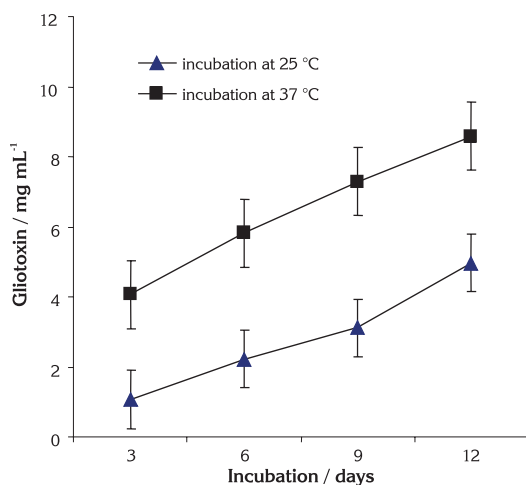 12
10
8
6
4
2
0
Gliotoxin / mg mL⁻¹
incubation at 25 °C
incubation at 37 °C
3 6 9 12
Incubation / days